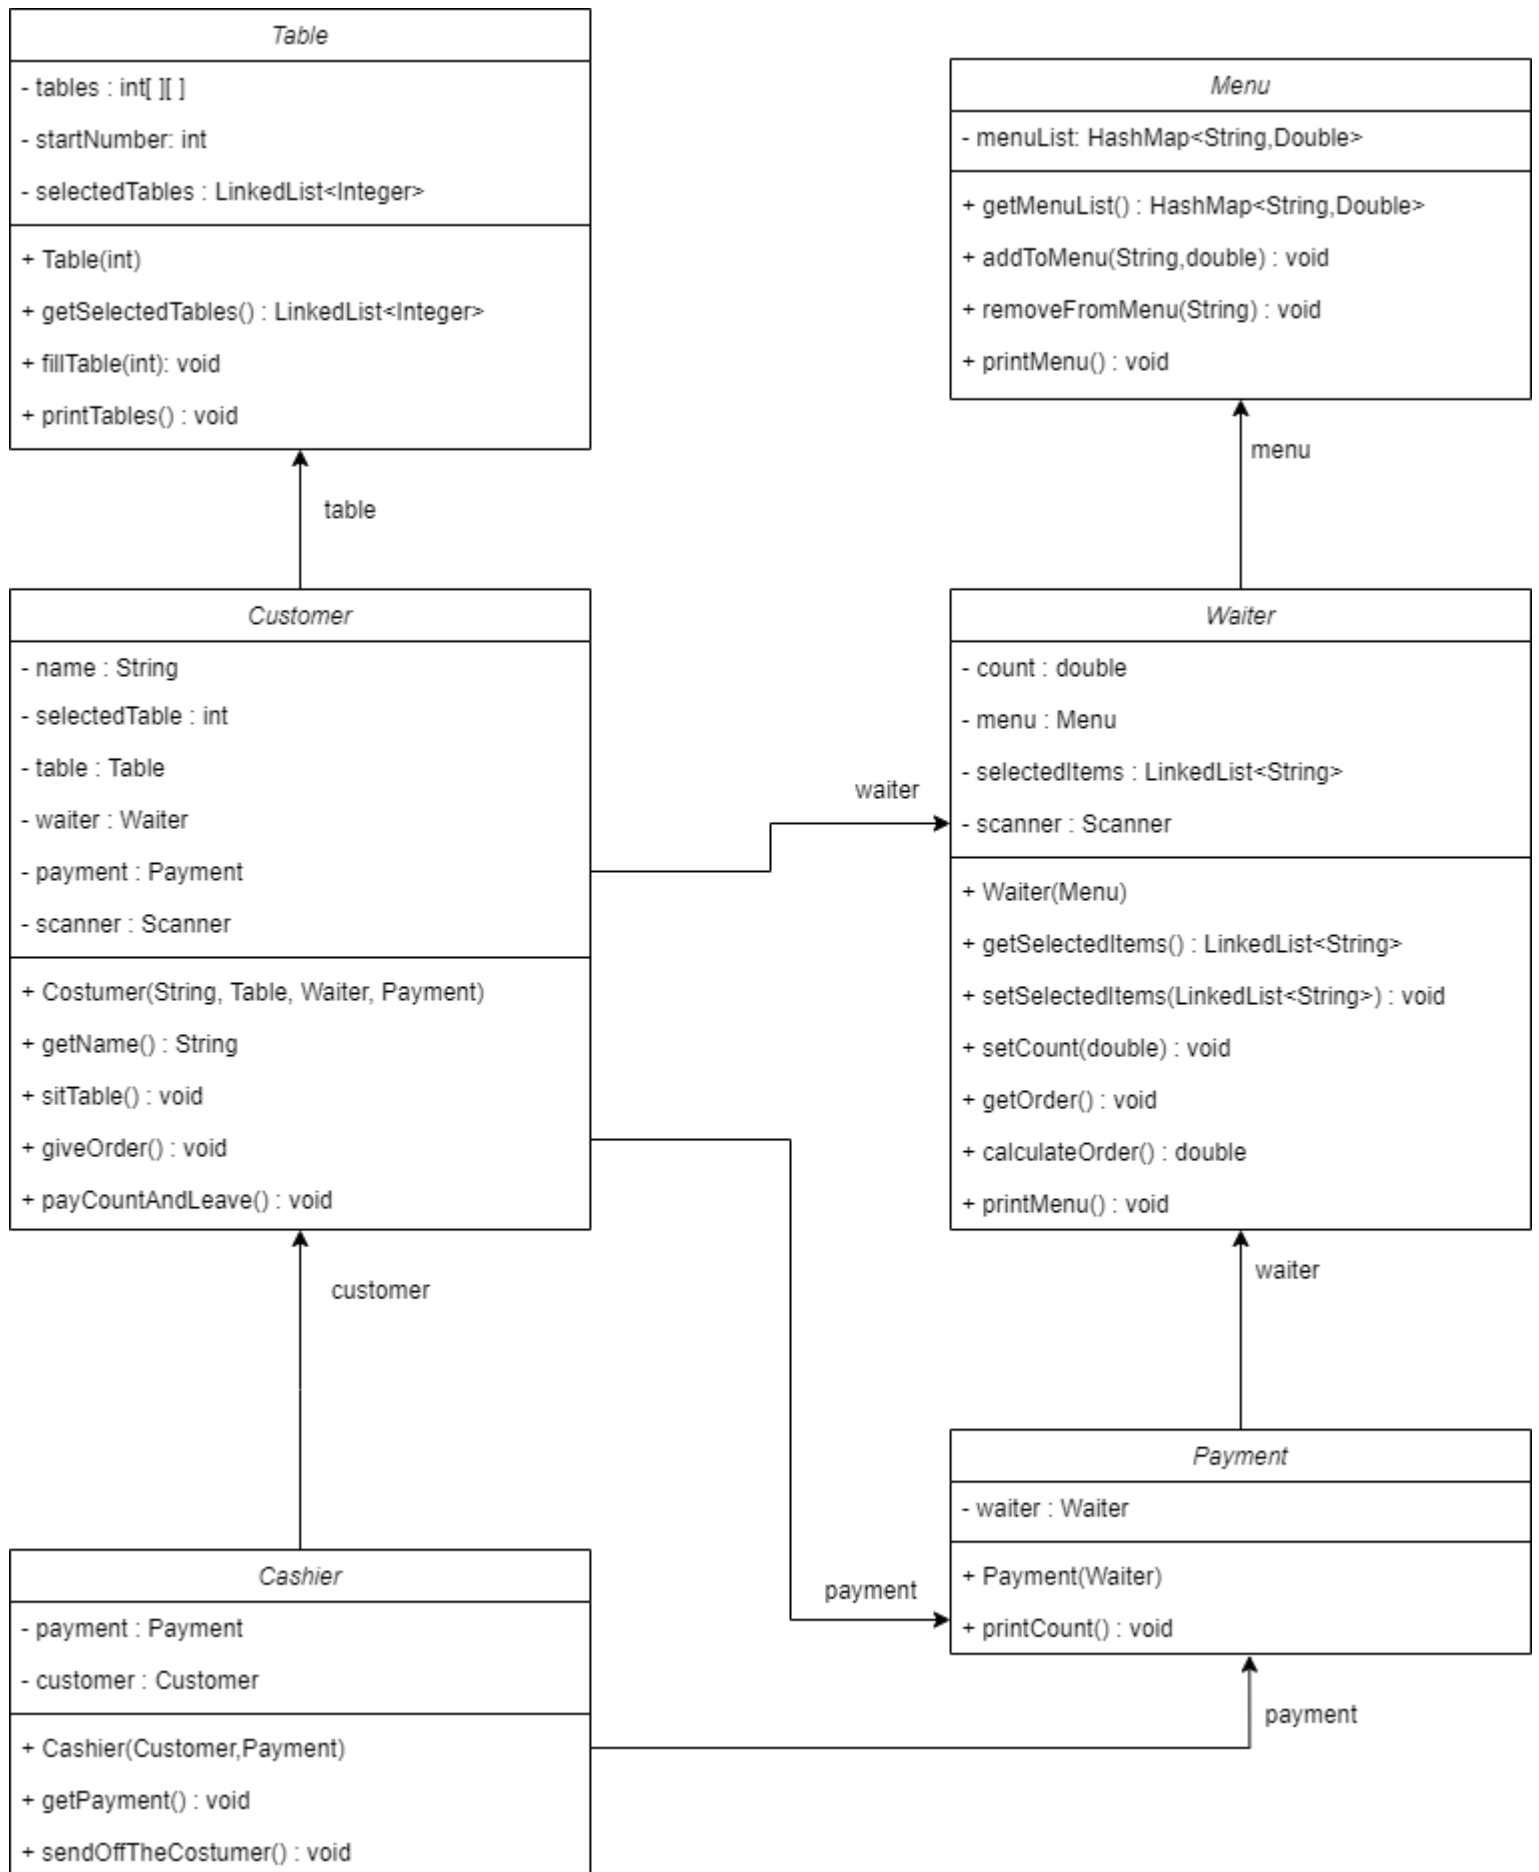 Table
- tables : int[ ][ ]
- startNumber: int
- selectedTables : LinkedList<Integer>
+ Table(int)
+ getSelectedTables() : LinkedList<Integer>
+ fillTable(int): void
+ printTables() : void
Menu
- menuList: HashMap<String,Double>
+ getMenuList() : HashMap<String,Double>
+ addToMenu(String,double) : void
+ removeFromMenu(String) : void
+ printMenu() : void
table
menu
Customer
- name : String
- selectedTable : int
- table : Table
- waiter : Waiter
- payment : Payment
- scanner : Scanner
+ Costumer(String, Table, Waiter, Payment)
+ getName() : String
+ sitTable() : void
+ giveOrder() : void
+ payCountAndLeave() : void
waiter
Waiter
- count : double
- menu : Menu
- selectedItems : LinkedList<String>
- scanner : Scanner
+ Waiter(Menu)
+ getSelectedItems() : LinkedList<String>
+ setSelectedItems(LinkedList<String>) : void
+ setCount(double) : void
+ getOrder() : void
+ calculateOrder() : double
+ printMenu() : void
customer
waiter
Cashier
- payment : Payment
- customer : Customer
+ Cashier(Customer,Payment)
+ getPayment() : void
+ sendOffTheCostumer() : void
payment
Payment
- waiter : Waiter
+ Payment(Waiter)
+ printCount() : void
payment